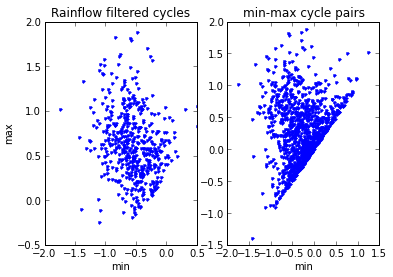 Rainflow filtered cycles
min-max cycle pairs
2.0
1.5
1.0
0.5
0.0
−0.5
max
−2.0 −1.5 −1.0 −0.5 0.0 0.5
min
2.0
1.5
1.0
0.5
0.0
−0.5
−1.0
−1.5
−2.0 −1.5 −1.0 −0.5 0.0 0.5 1.0 1.5
min